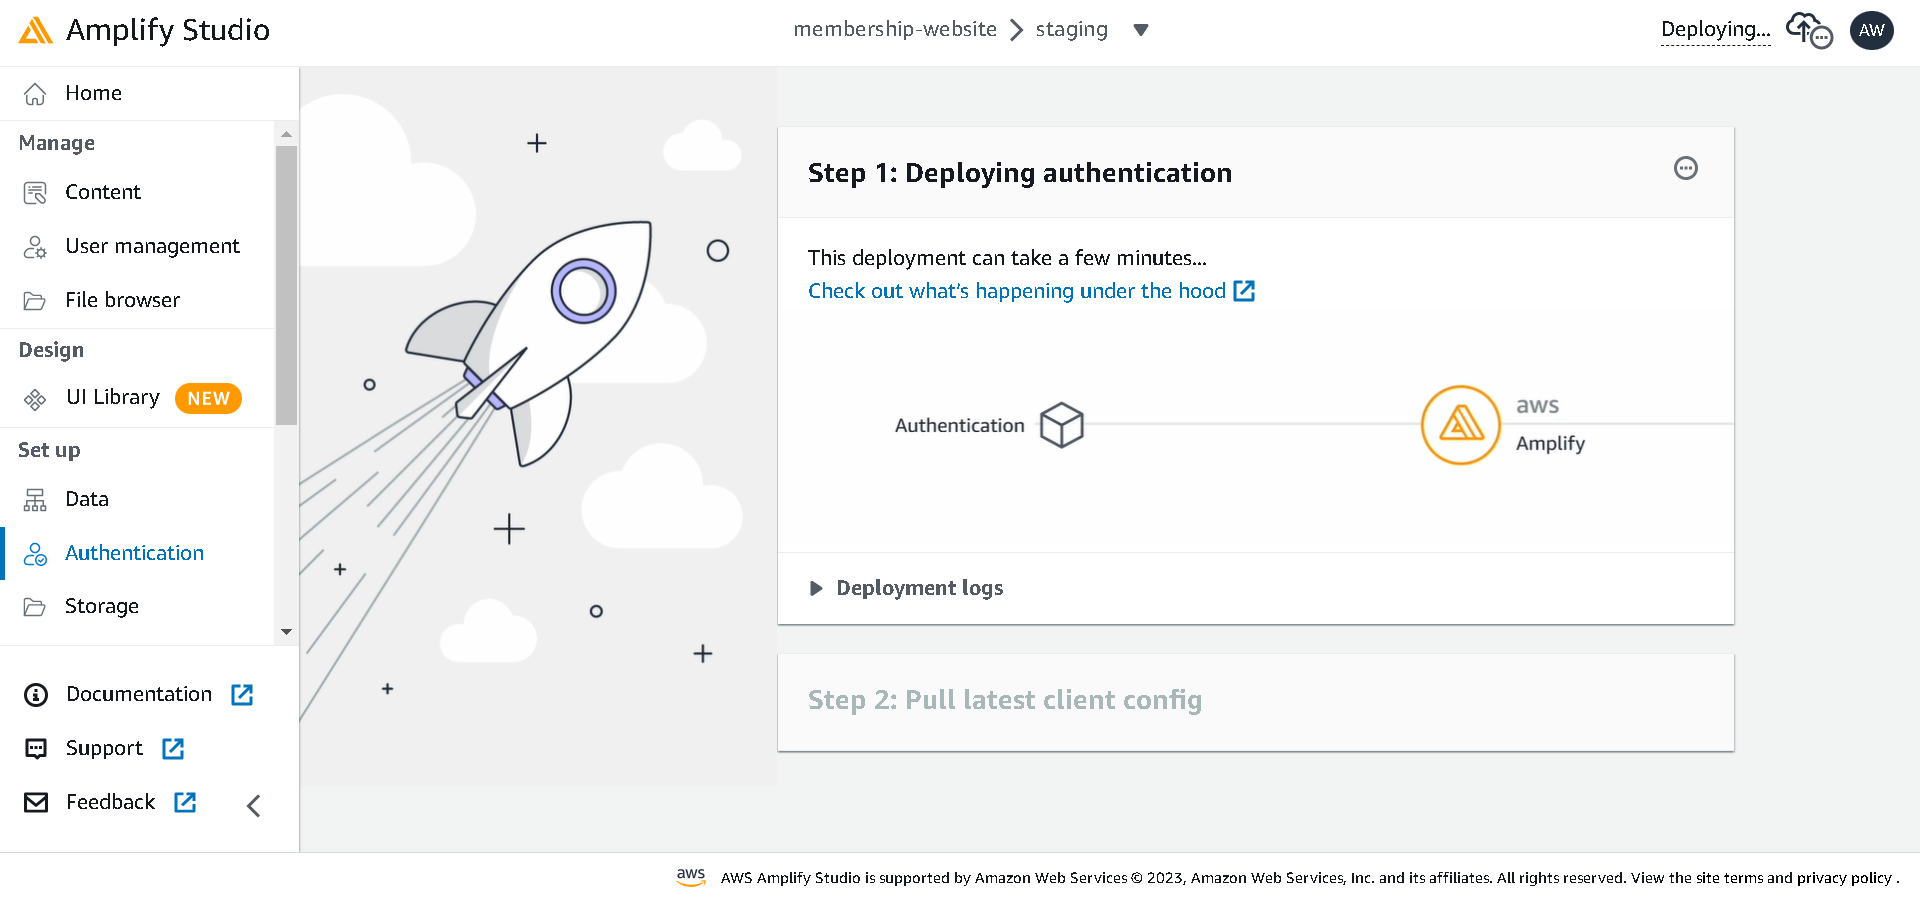 Amplify Studio
membership-website
staging
Deploying...
AW
Home
Manage
Content
User management
File browser
Design
UI Library NEW
Set up
Data
Authentication
Storage
Documentation
Support
Feedback
Step 1: Deploying authentication
This deployment can take a few minutes...
Check out what's happening under the hood
Authentication
aws
Amplify
Deployment logs
Step 2: Pull latest client config
aws AWS Amplify Studio is supported by Amazon Web Services © 2023, Amazon Web Services, Inc. and its affiliates. All rights reserved. View the site terms and privacy policy .